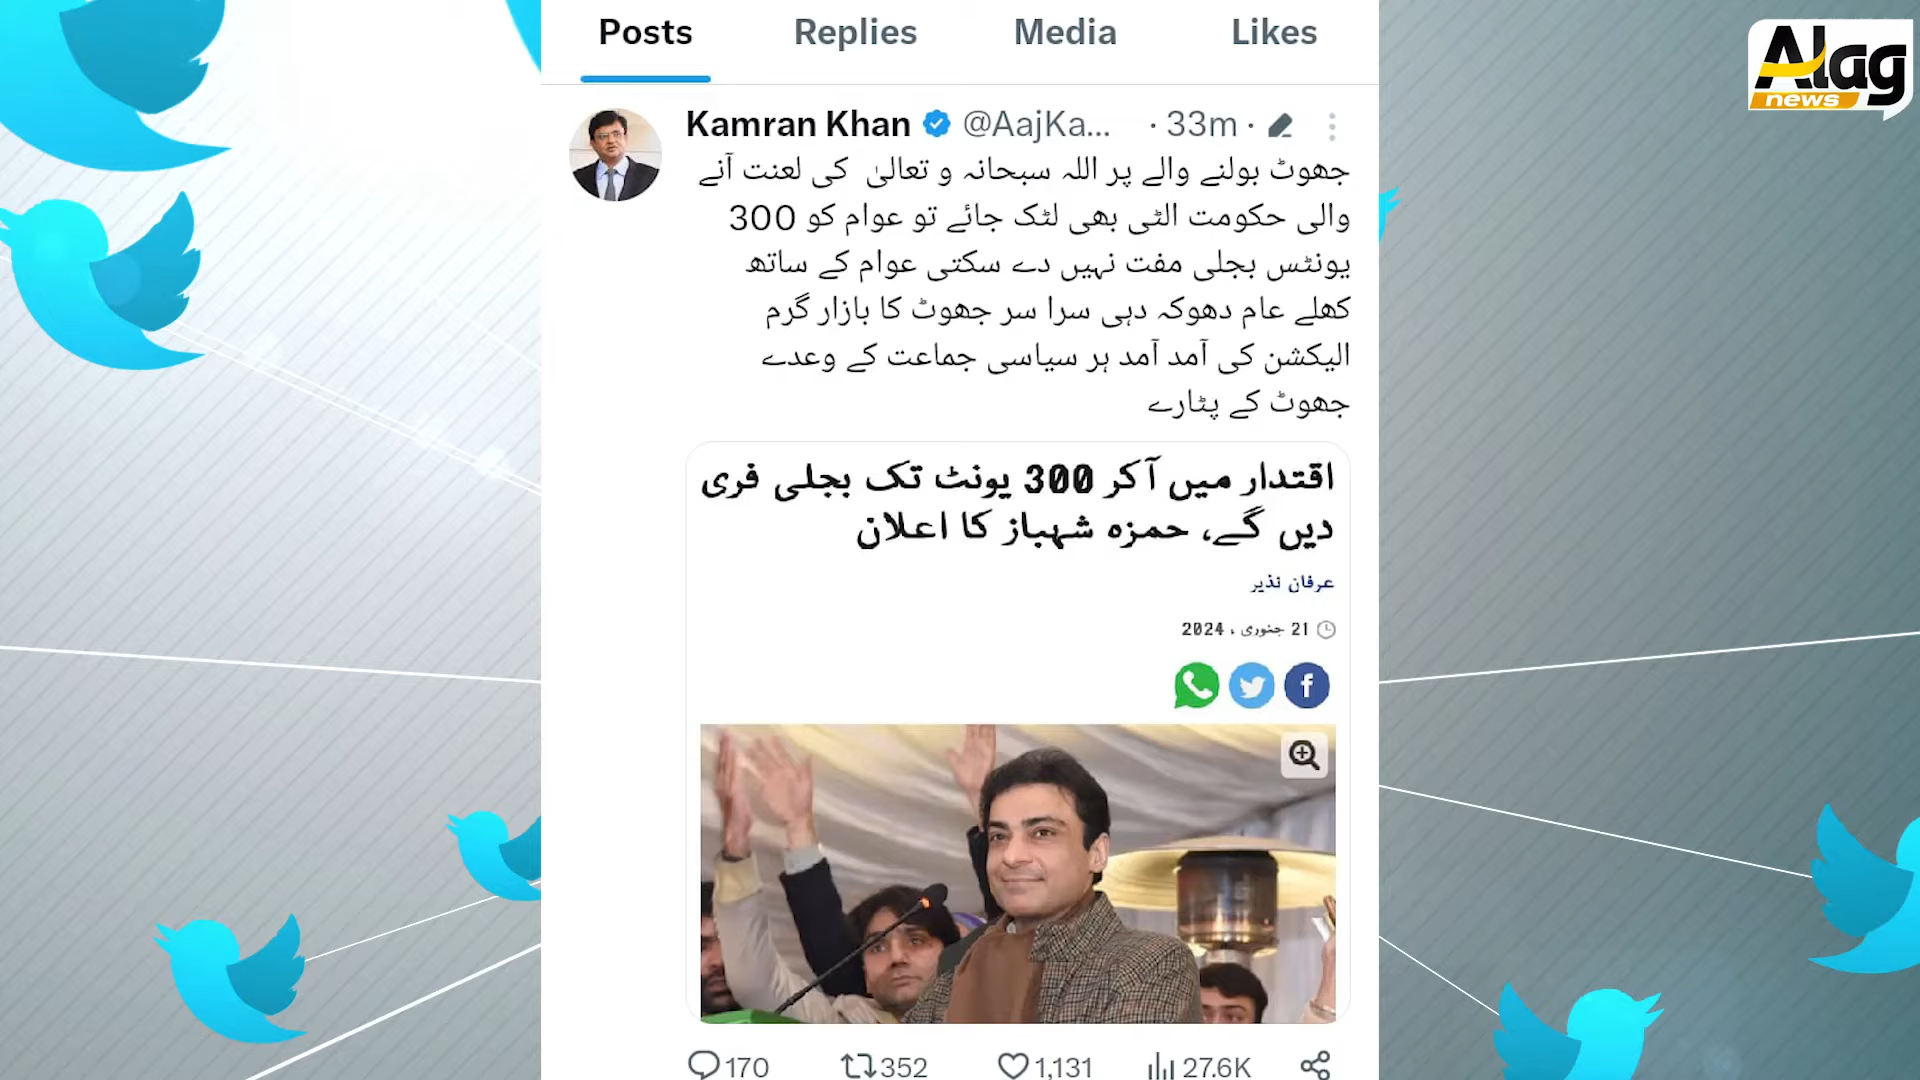 Posts Replies Media Likes
Alag
news
Kamran Khan @AajKa... · 33m ·
جھوٹ بولنے والے پر اللہ سبحانہ و تعالیٰ کی لعنت آنے
والی حکومت الٹی بھی لٹک جائے تو عوام کو 300
یونٹس بجلی مفت نہیں دے سکتی عوام کے ساتھ
کھلے عام دھوکہ دہی سرا سر جھوٹ کا بازار گرم
الیکشن کی آمد آمد ہر سیاسی جماعت کے وعدے
جھوٹ کے پٹارے
اقتدار میں آکر 300 یونٹ تک بجلی فری
دیں گے، حمزہ شہباز کا اعلان
عرفان نذیر
21 جنوری ، 2024
170 352 1,131 27.6K